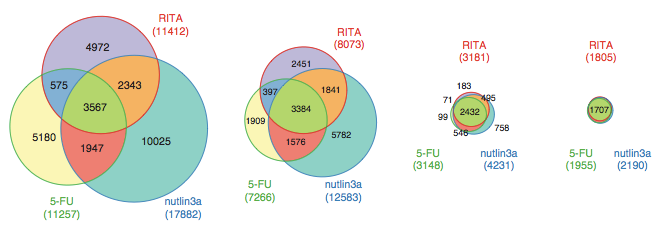 RITA
(11412)
4972
575
2343
3567
5180
1947
10025
5-FU
(11257)
nutlin3a
(17882)
RITA
(8073)
2451
397
1841
3384
1909
1576
5782
5-FU
(7266)
nutlin3a
(12583)
RITA
(3181)
183
71
495
99
2432
546
758
5-FU
(3148)
nutlin3a
(4231)
RITA
(1805)
1707
5-FU
(1955)
nutlin3a
(2190)